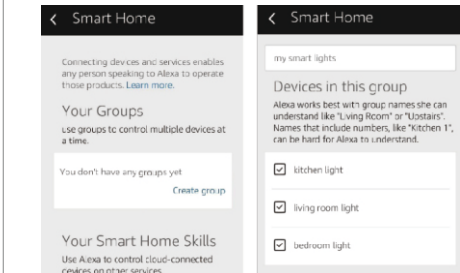 Smart Home
Connecting devices and services enables
any person speaking to Alexa to operate
those products. Learn more.
Your Groups
use groups to control multiple devices at
a time.
You don't have any groups yet
Create group
Your Smart Home Skills
Use Alexa to control cloud-connected
devices on other services
Smart Home
my smart lights
Devices in this group
Alexa works best with group names she can
understand like "Living Room" or "Upstairs".
Names that include numbers, like "Kitchen 1",
can be hard for Alexa to understand.
kitchen light
living room light
bedroom light